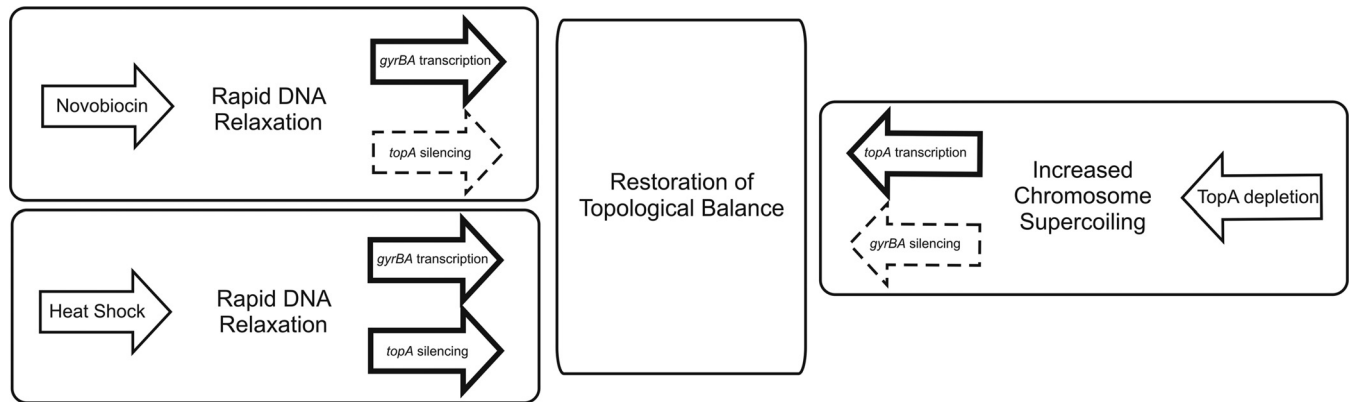 Novobiocin
Rapid DNA
Relaxation
gyrBA transcription
topA silencing
Heat Shock
Rapid DNA
Relaxation
gyrBA transcription
topA silencing
Restoration of
Topological Balance
topA transcription
gyrBA silencing
Increased
Chromosome
Supercoiling
TopA depletion